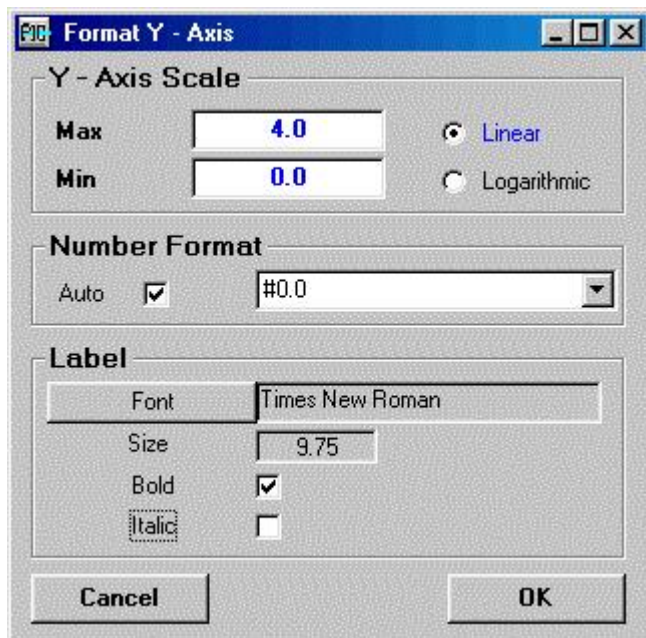 Format Y - Axis
Y - Axis Scale
Max 4.0 Linear
Min 0.0 Logarithmic
Number Format
Auto #0.0
Label
Font Times New Roman
Size 9.75
Bold
Italic
Cancel OK